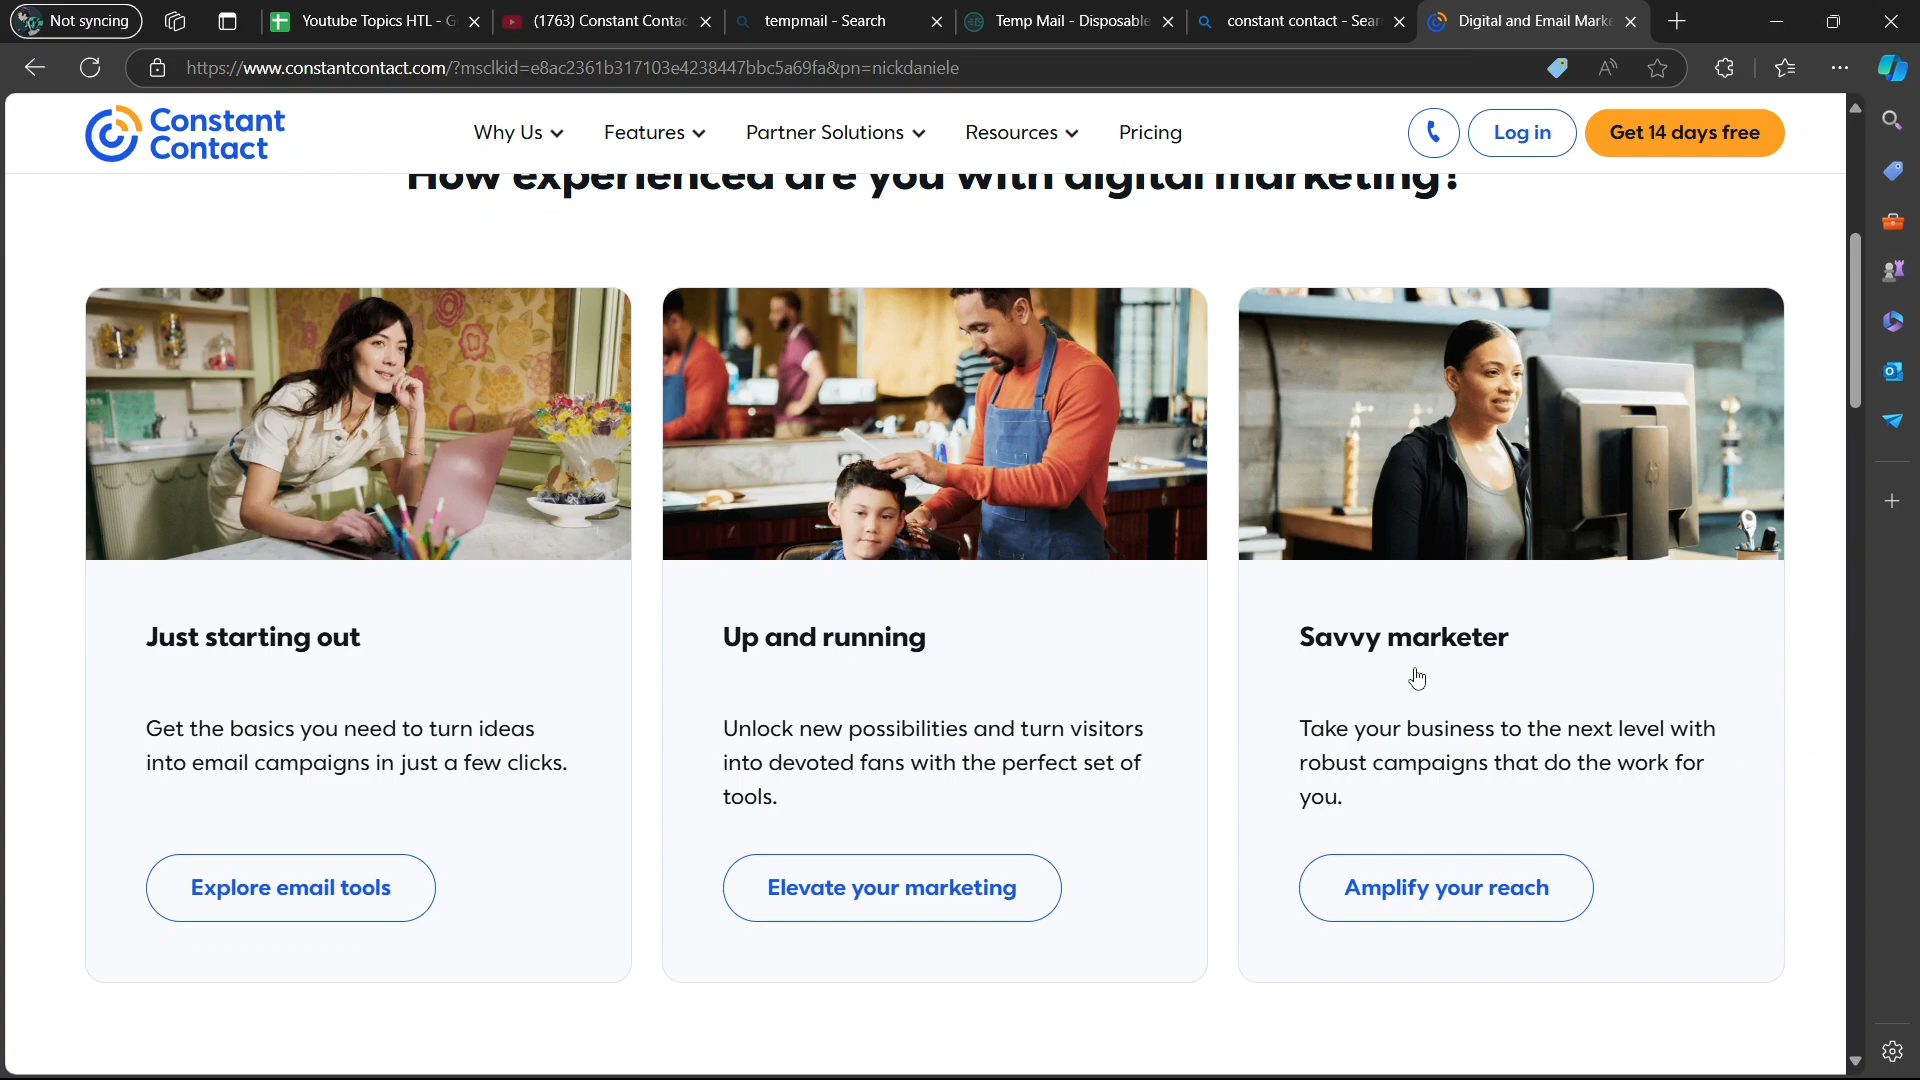 Not syncing
Youtube Topics HTL - G
(1763) Constant Contac
tempmail - Search
Temp Mail - Disposable
constant contact - Sear
Digital and Email Marke
https://www.constantcontact.com/?msclkid=e8ac2361b317103e4238447bbc5a69fa&pn=nickdaniele
Constant
Contact
Why Us
Features
Partner Solutions
Resources
Pricing
Log in
Get 14 days free
How experienced are you with digital marketing?
Just starting out
Get the basics you need to turn ideas
into email campaigns in just a few clicks.
Explore email tools
Up and running
Unlock new possibilities and turn visitors
into devoted fans with the perfect set of
tools.
Elevate your marketing
Savvy marketer
Take your business to the next level with
robust campaigns that do the work for
you.
Amplify your reach